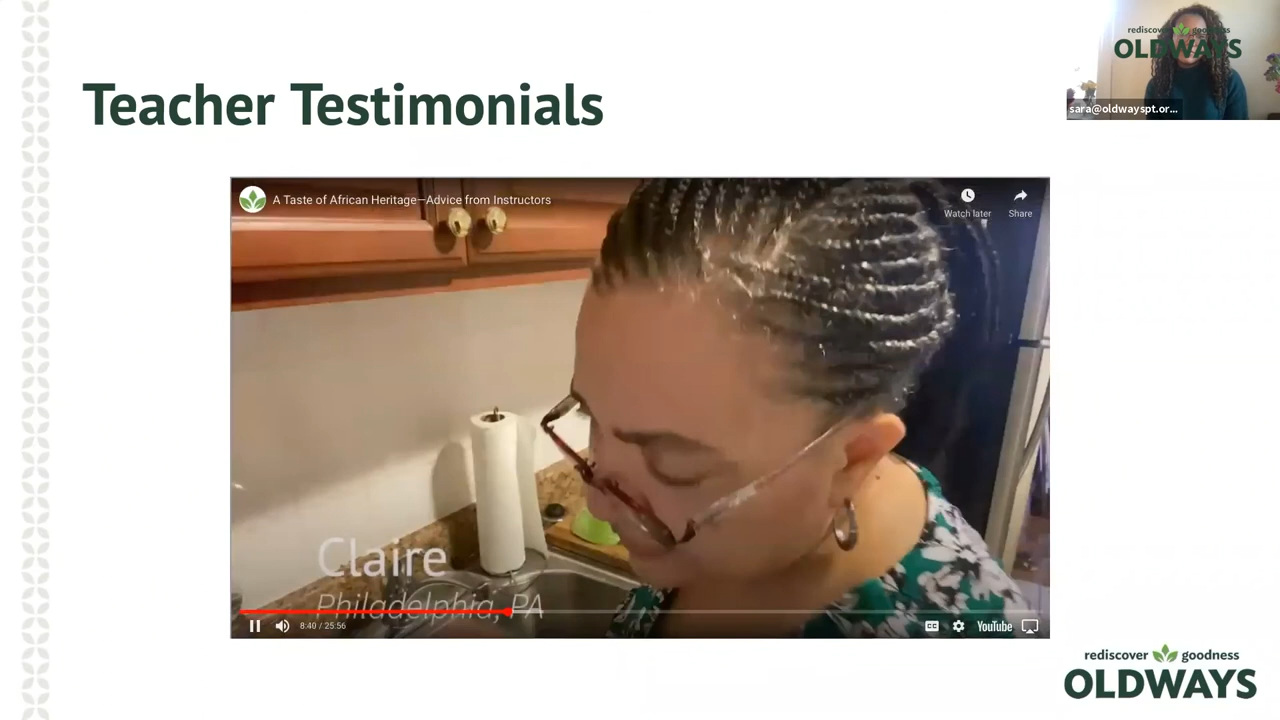 Teacher Testimonials
rediscover goodness
OLDWAYS
sara@oldwayspt.or...
A Taste of African Heritage—Advice from Instructors
Watch later
Share
Claire
Philadelphia, PA
8:40 / 25:56
CC
YouTube
rediscover goodness
OLDWAYS